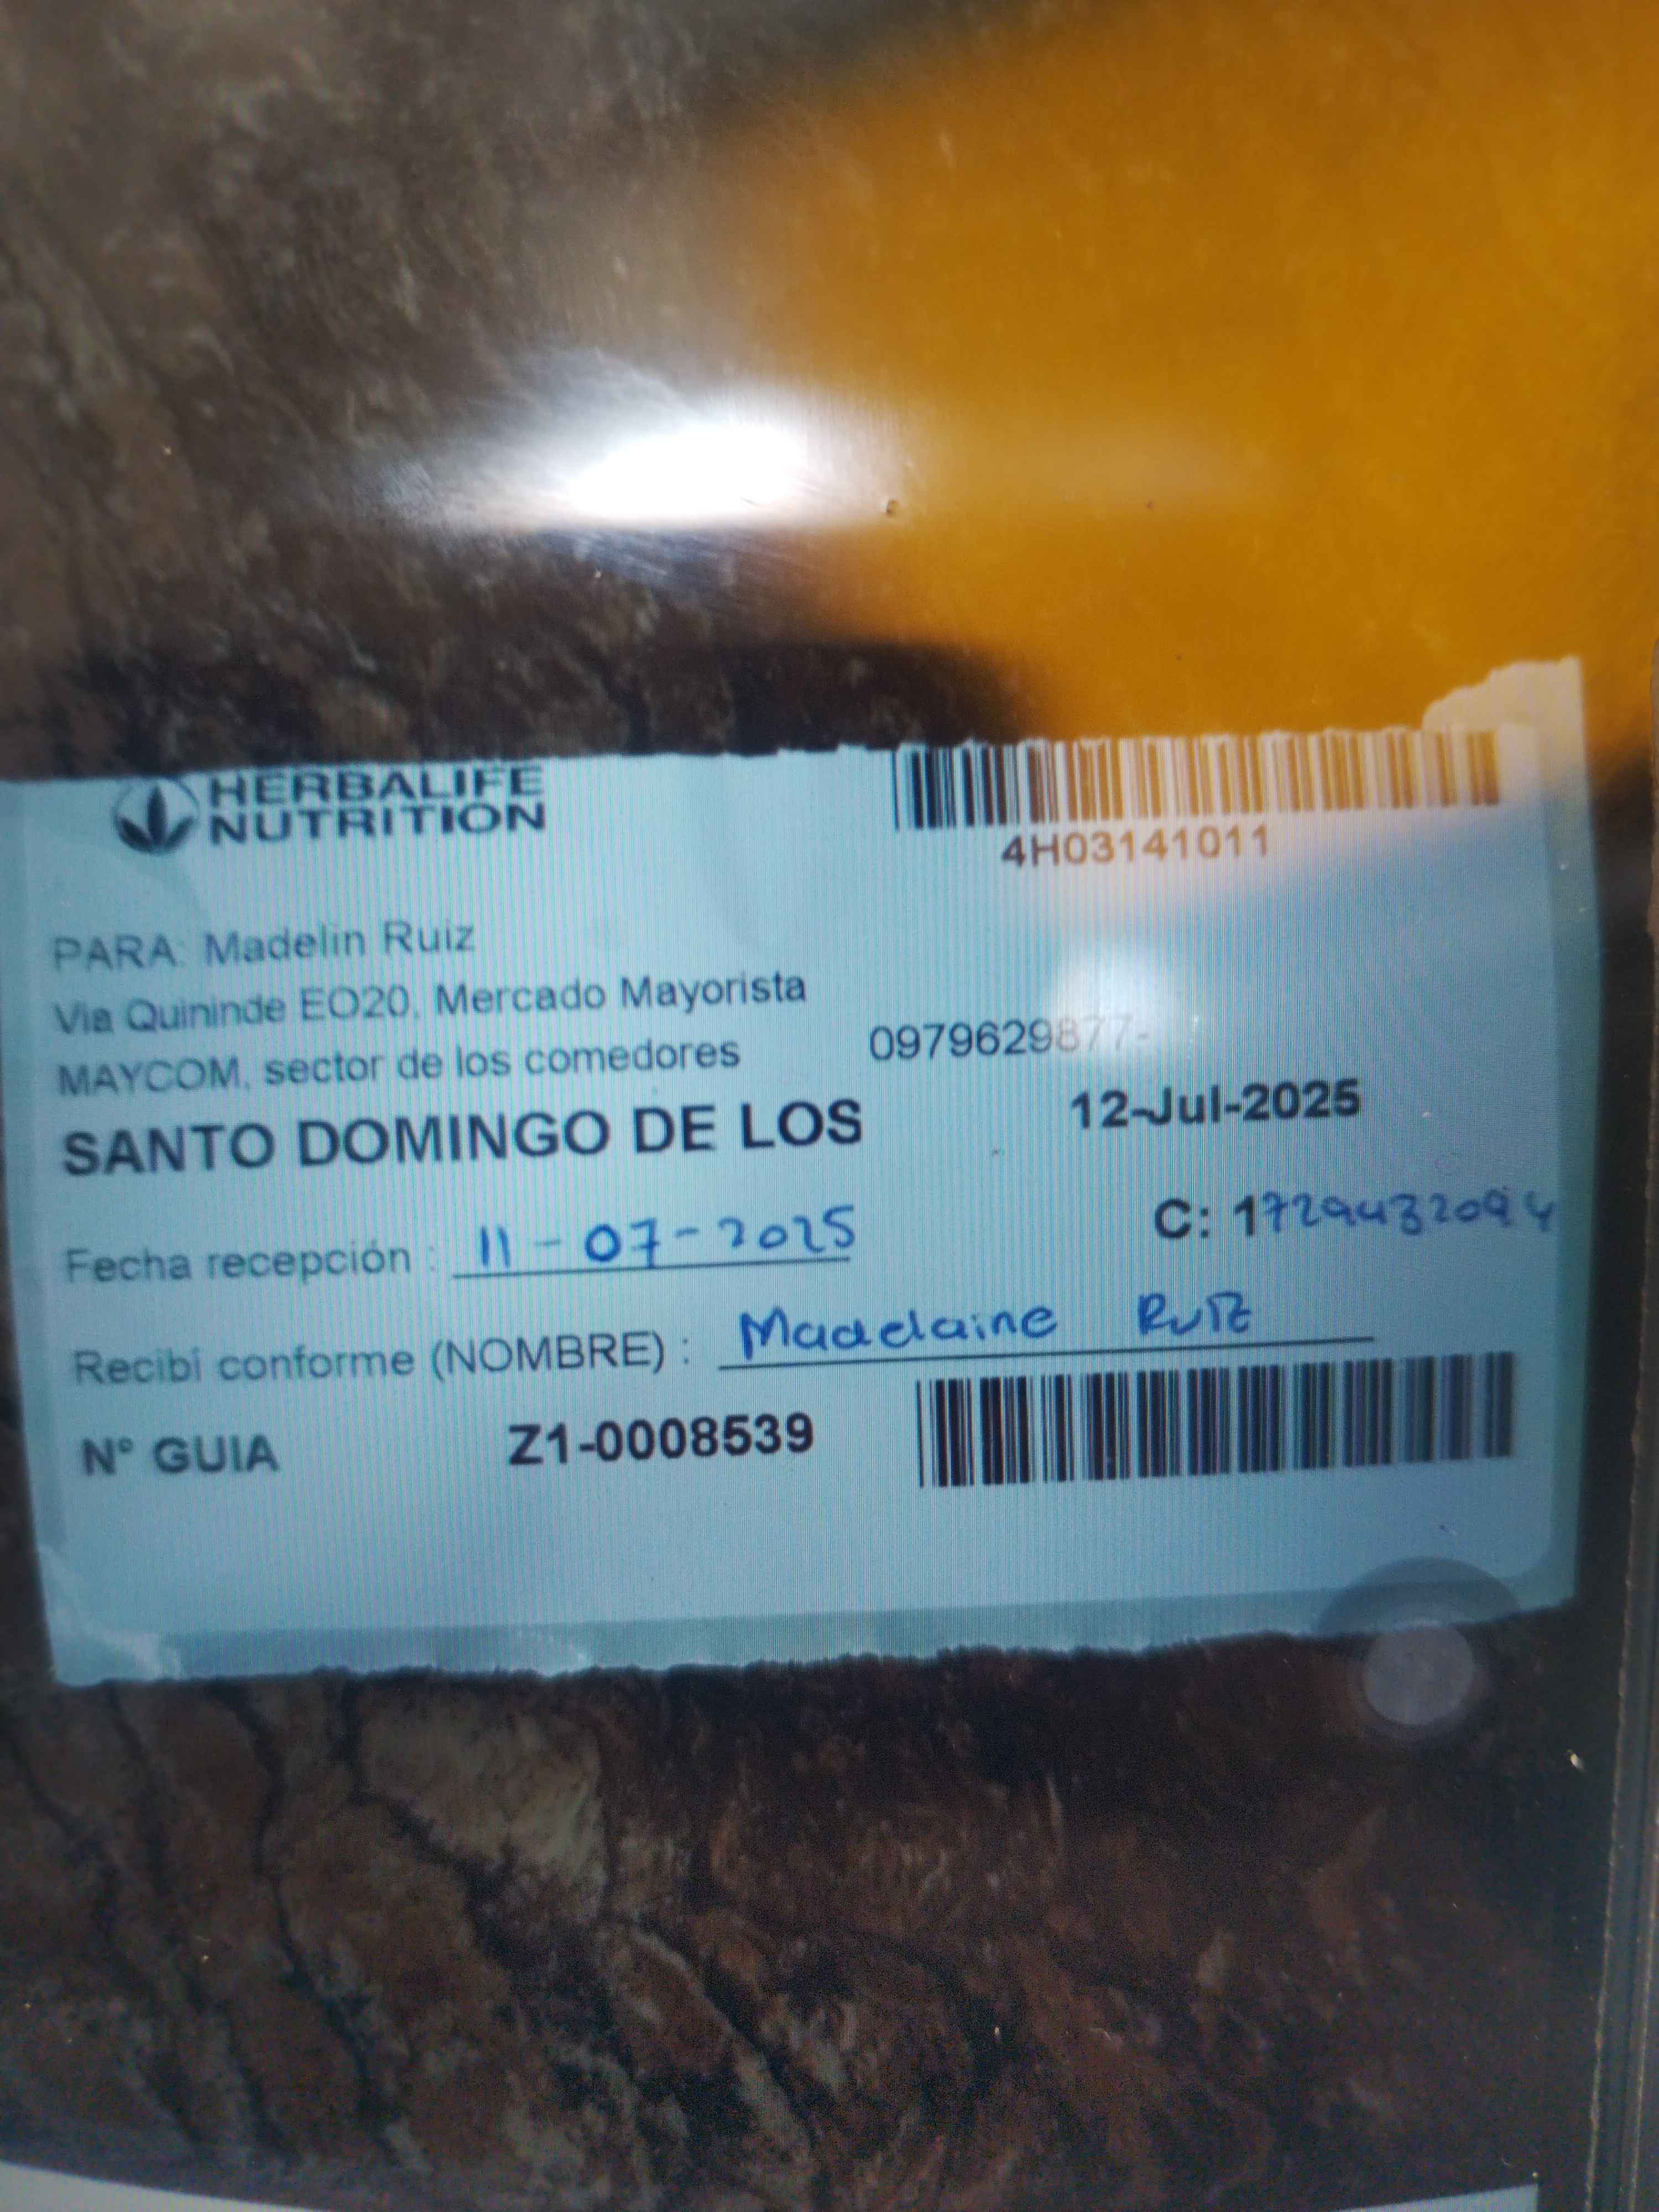 HERBALIFE
NUTRITION
4H03141011
PARA: Madelin Ruiz
Via Quininde EO20, Mercado Mayorista
MAYCOM, sector de los comedores 0979629877-
SANTO DOMINGO DE LOS 12-Jul-2025
Fecha recepción : 11-07-2025 C: 1729432094
Recibí conforme (NOMBRE) : Madelaine Ruiz
N° GUIA Z1-0008539